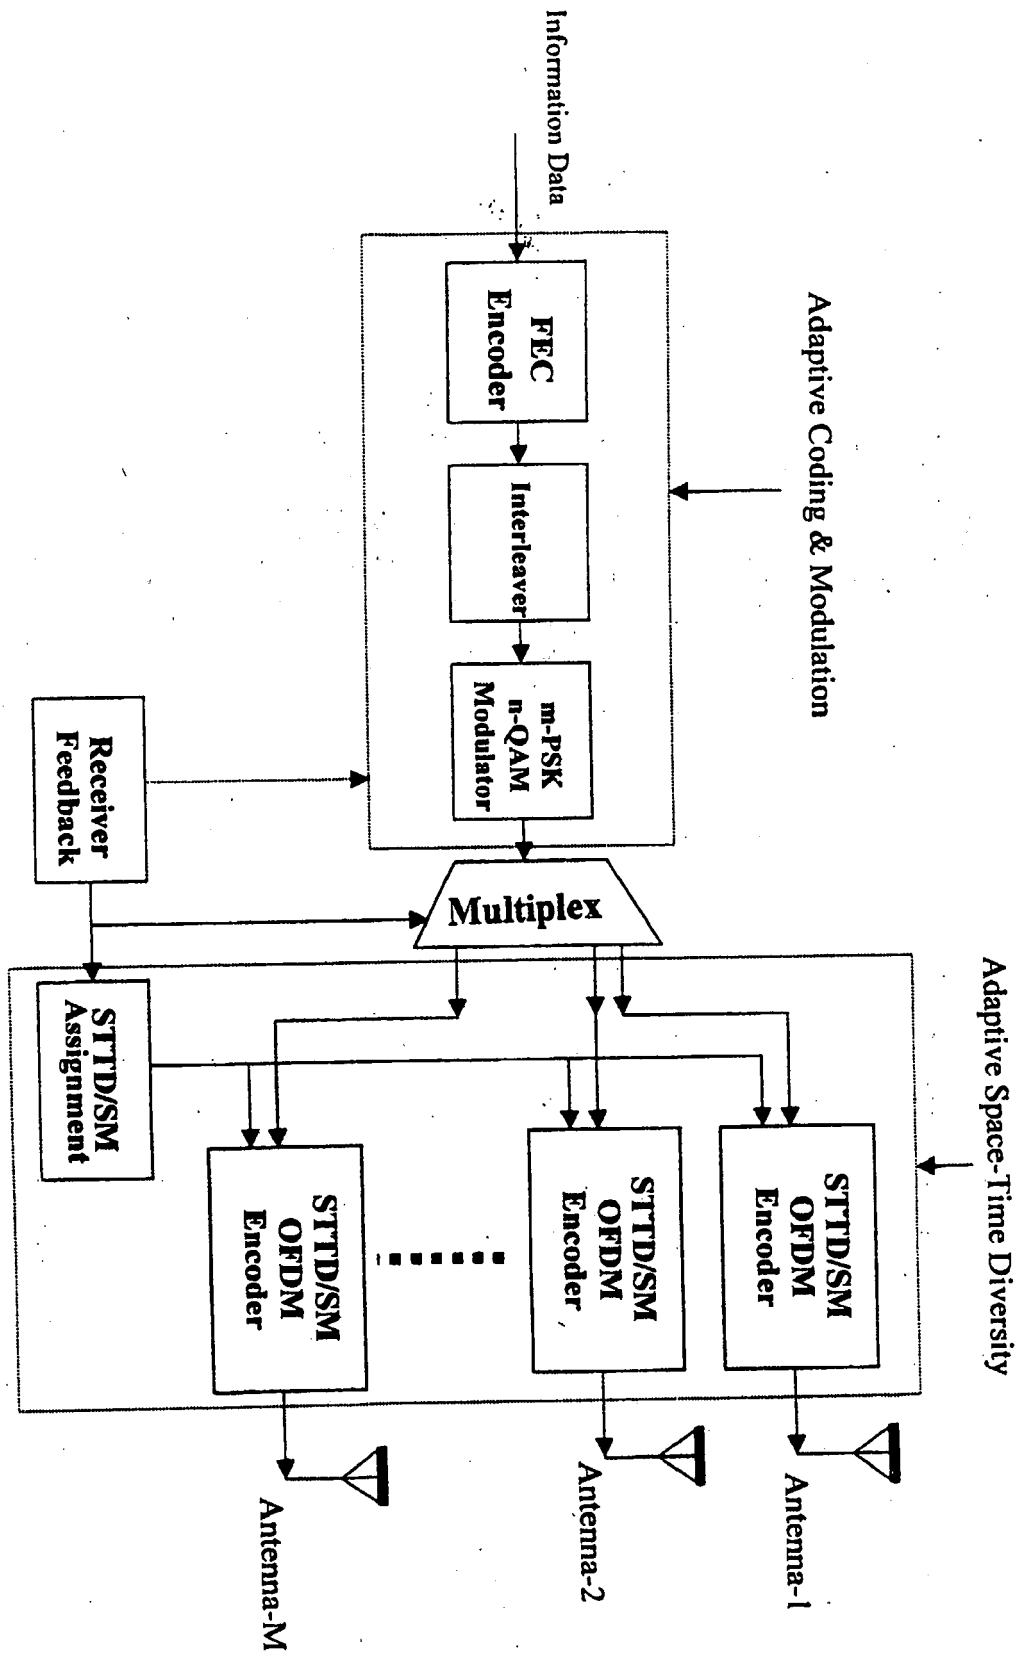 Adaptive Coding & Modulation
Adaptive Space-Time Diversity
Information Data
FEC
Encoder
Interleaver
m-PSK
n-QAM
Modulator
Multiplex
STTD/SM
OFDM
Encoder
Antenna-1
STTD/SM
OFDM
Encoder
Antenna-2
STTD/SM
OFDM
Encoder
Antenna-M
Receiver
Feedback
STTD/SM
Assignment